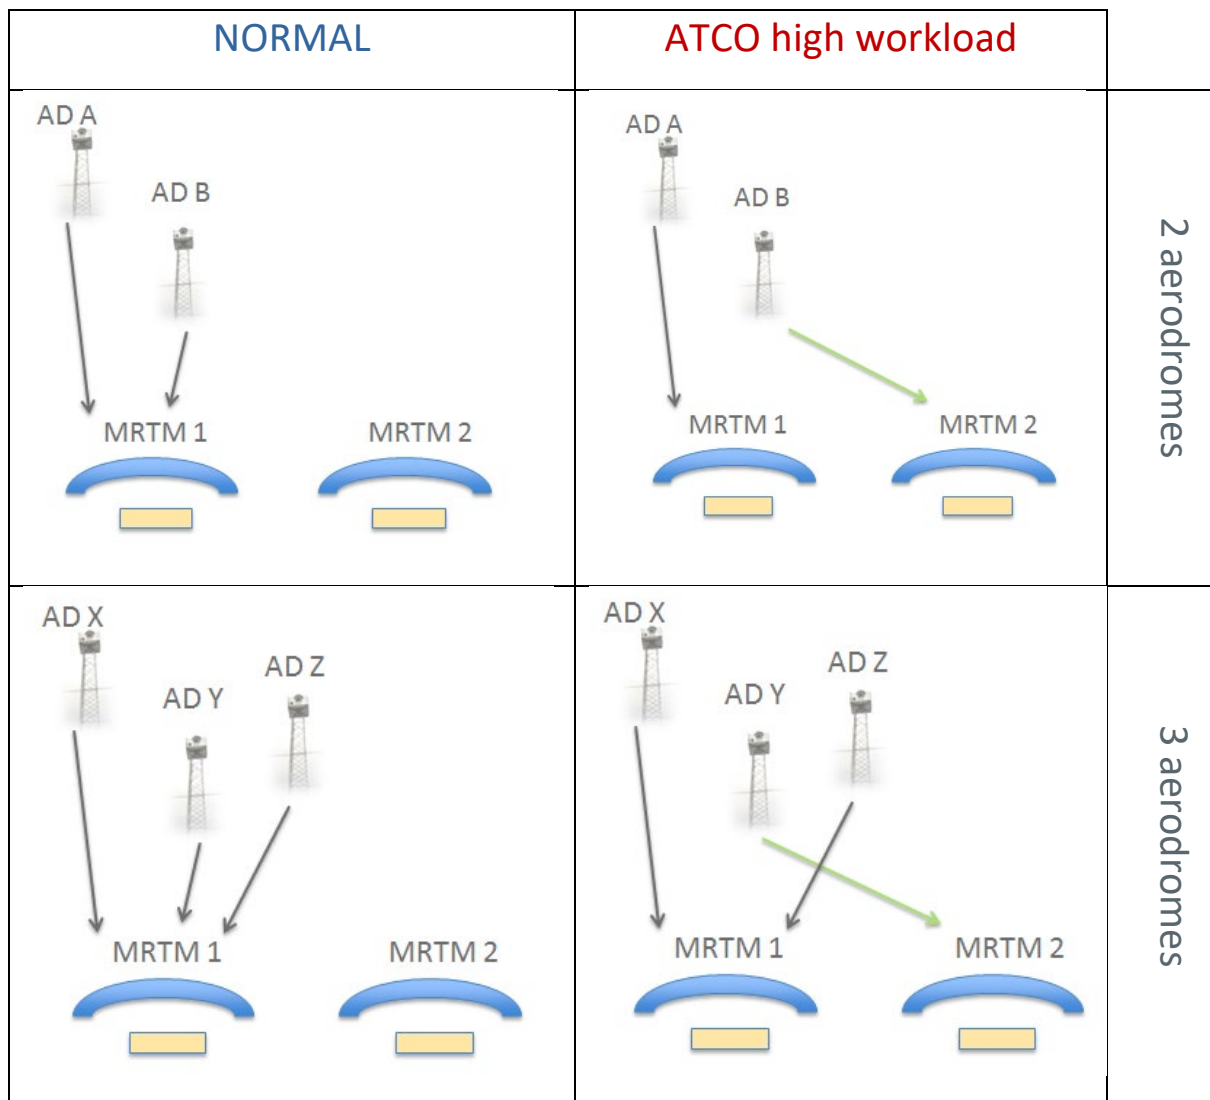 NORMAL
ATCO high workload
AD A
AD B
MRTM 1
MRTM 2
AD A
AD B
MRTM 1
MRTM 2
2 aerodromes
AD X
AD Y
AD Z
MRTM 1
MRTM 2
AD X
AD Y
AD Z
MRTM 1
MRTM 2
3 aerodromes